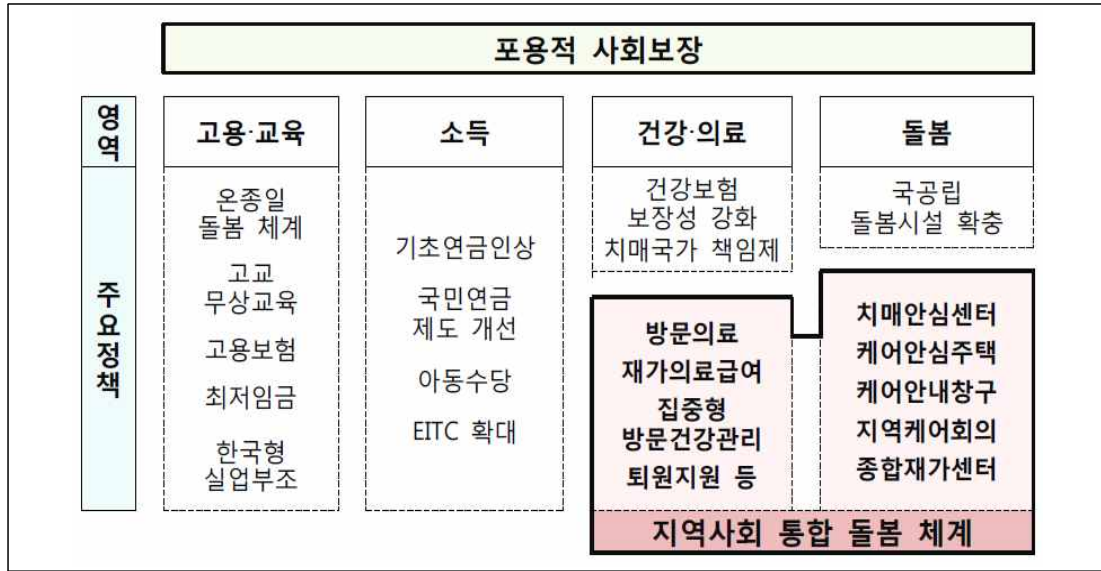 포용적 사회보장
영역
고용·교육
소득
건강·의료
돌봄
주요정책
온종일
돌봄 체계
고교
무상교육
고용보험
최저임금
한국형
실업부조
기초연금인상
국민연금
제도 개선
아동수당
EITC 확대
건강보험
보장성 강화
치매국가 책임제
방문의료
재가의료급여
집중형
방문건강관리
퇴원지원 등
국공립
돌봄시설 확충
치매안심센터
케어안심주택
케어안내창구
지역케어회의
종합재가센터
지역사회 통합 돌봄 체계